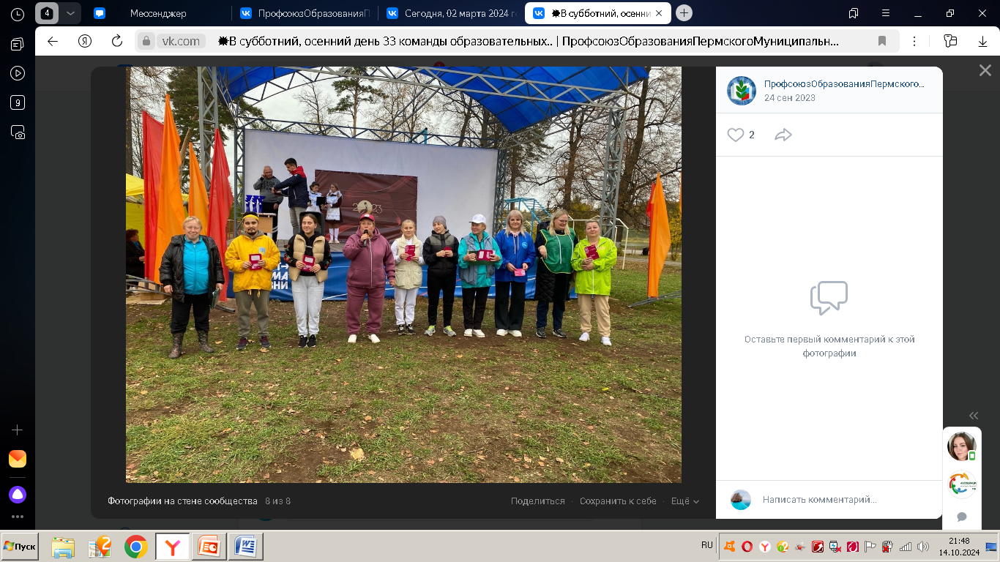 4
Мессенджер
ПрофсоюзОбразованияП
Сегодня, 02 марта 2024 г
✹В субботний, осенни
vk.com
✹В субботний, осенний день 33 команды образовательных.. | ПрофсоюзОбразованияПермскогоМуниципальн...
9
ПрофсоюзОбразованияПермского...
24 сен 2023
2
Оставьте первый комментарий к этой
фотографии
Фотографии на стене сообщества 8 из 8
Поделиться · Сохранить к себе · Ещё
Написать комментарий...
Пуск
RU
21:48
14.10.2024